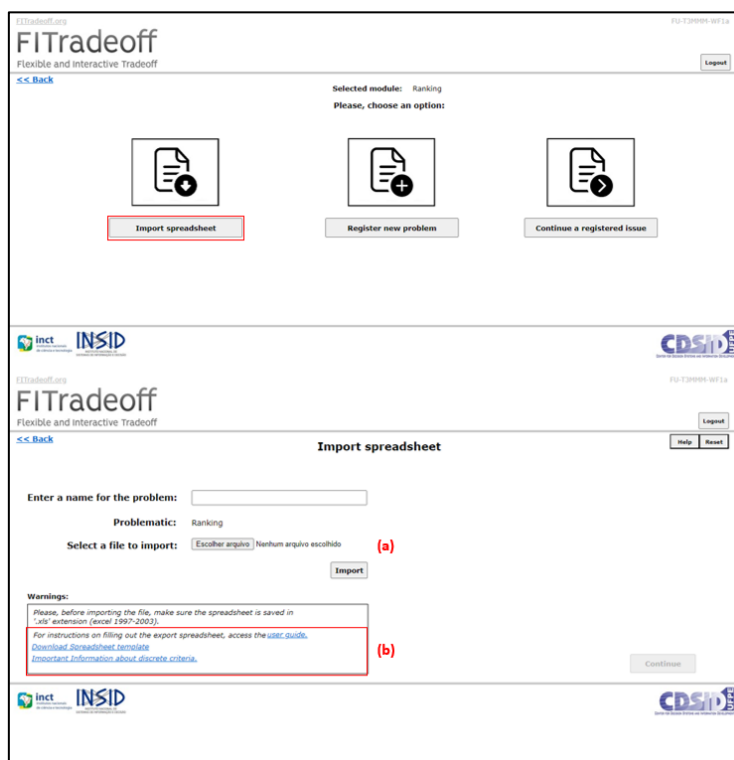 FITradeoff.org
FU-T3MMM-WF1a
FITradeoff
Flexible and Interactive Tradeoff
Logout
<< Back
Selected module: Ranking
Please, choose an option:
Import spreadsheet
Register new problem
Continue a registered issue
inct
INSID
CDSID
UFPE
FITradeoff.org
FU-T3MMM-WF1a
FITradeoff
Flexible and Interactive Tradeoff
Logout
<< Back
Import spreadsheet
Help
Reset
Enter a name for the problem:
Problematic: Ranking
Select a file to import: Escolher arquivo Nenhum arquivo escolhido (a)
Import
Warnings:
Please, before importing the file, make sure the spreadsheet is saved in
'.xls' extension (excel 1997-2003).
For instructions on filling out the export spreadsheet, access the user guide.
Download Spreadsheet template
(b)
Important Information about discrete criteria.
Continue
inct
INSID
CDSID
UFPE